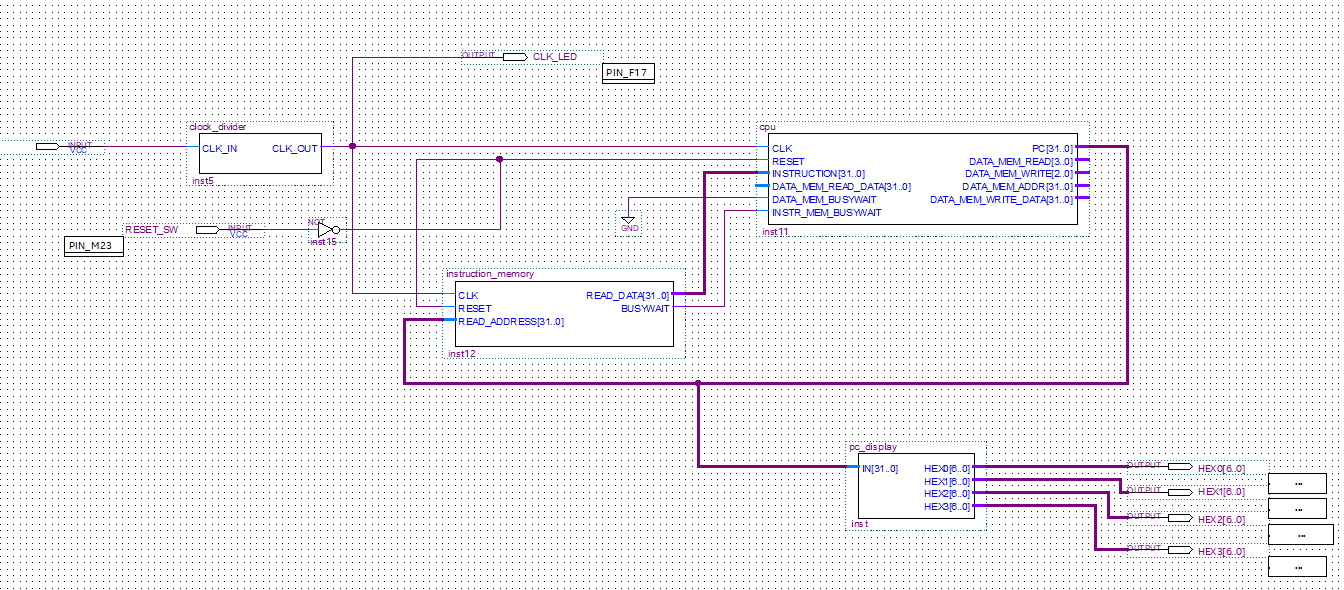 OUTPUT
CLK_LED
PIN_F17
clock_divider
CLK_IN
CLK_OUT
inst5
INPUT
VCC
cpu
CLK
RESET
INSTRUCTION[31..0]
DATA_MEM_READ_DATA[31..0]
DATA_MEM_BUSYWAIT
INSTR_MEM_BUSYWAIT
PC[31..0]
DATA_MEM_READ[3..0]
DATA_MEM_WRITE[2..0]
DATA_MEM_ADDR[31..0]
DATA_MEM_WRITE_DATA[31..0]
inst11
GND
RESET_SW
INPUT
VCC
PIN_M23
NOT
inst15
instruction_memory
CLK
RESET
READ_ADDRESS[31..0]
READ_DATA[31..0]
BUSYWAIT
inst12
pc_display
IN[31..0]
HEX0[6..0]
HEX1[6..0]
HEX2[6..0]
HEX3[6..0]
inst
OUTPUT
HEX0[6..0]
...
OUTPUT
HEX1[6..0]
...
OUTPUT
HEX2[6..0]
...
OUTPUT
HEX3[6..0]
...